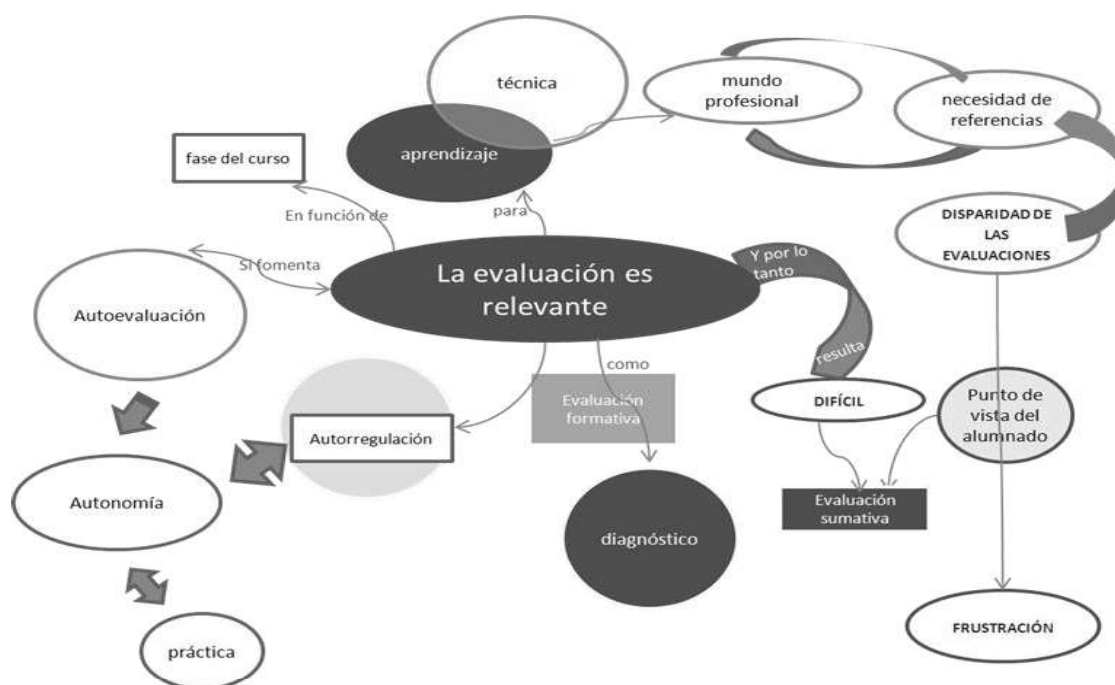 técnica
mundo
profesional
necesidad de
referencias
fase del curso
aprendizaje
En función de
para
DISPARIDAD DE
LAS
EVALUACIONES
Si fomenta
La evaluación es
relevante
Y por lo
tanto
Autoevaluación
resulta
como
Evaluación
formativa
DIFÍCIL
Punto de
vista del
alumnado
Autorregulación
Autonomía
Evaluación
sumativa
diagnóstico
FRUSTRACIÓN
práctica